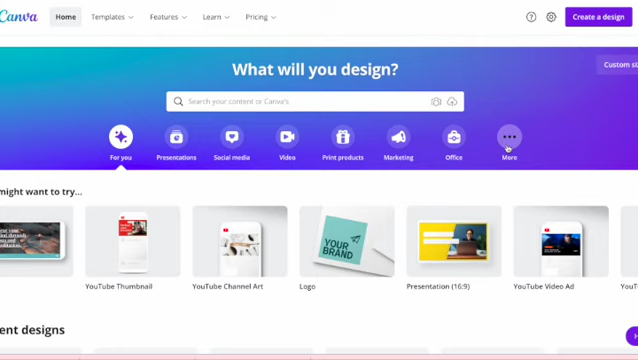 Canva Home Templates Features Learn Pricing Create a design
What will you design?
Custom si
Search your content or Canva's
For you Presentations Social media Video Print products Marketing Office More
might want to try...
YOUR
BRAND
YouTube Thumbnail YouTube Channel Art Logo Presentation (16:9) YouTube Video Ad YouT
ent designs